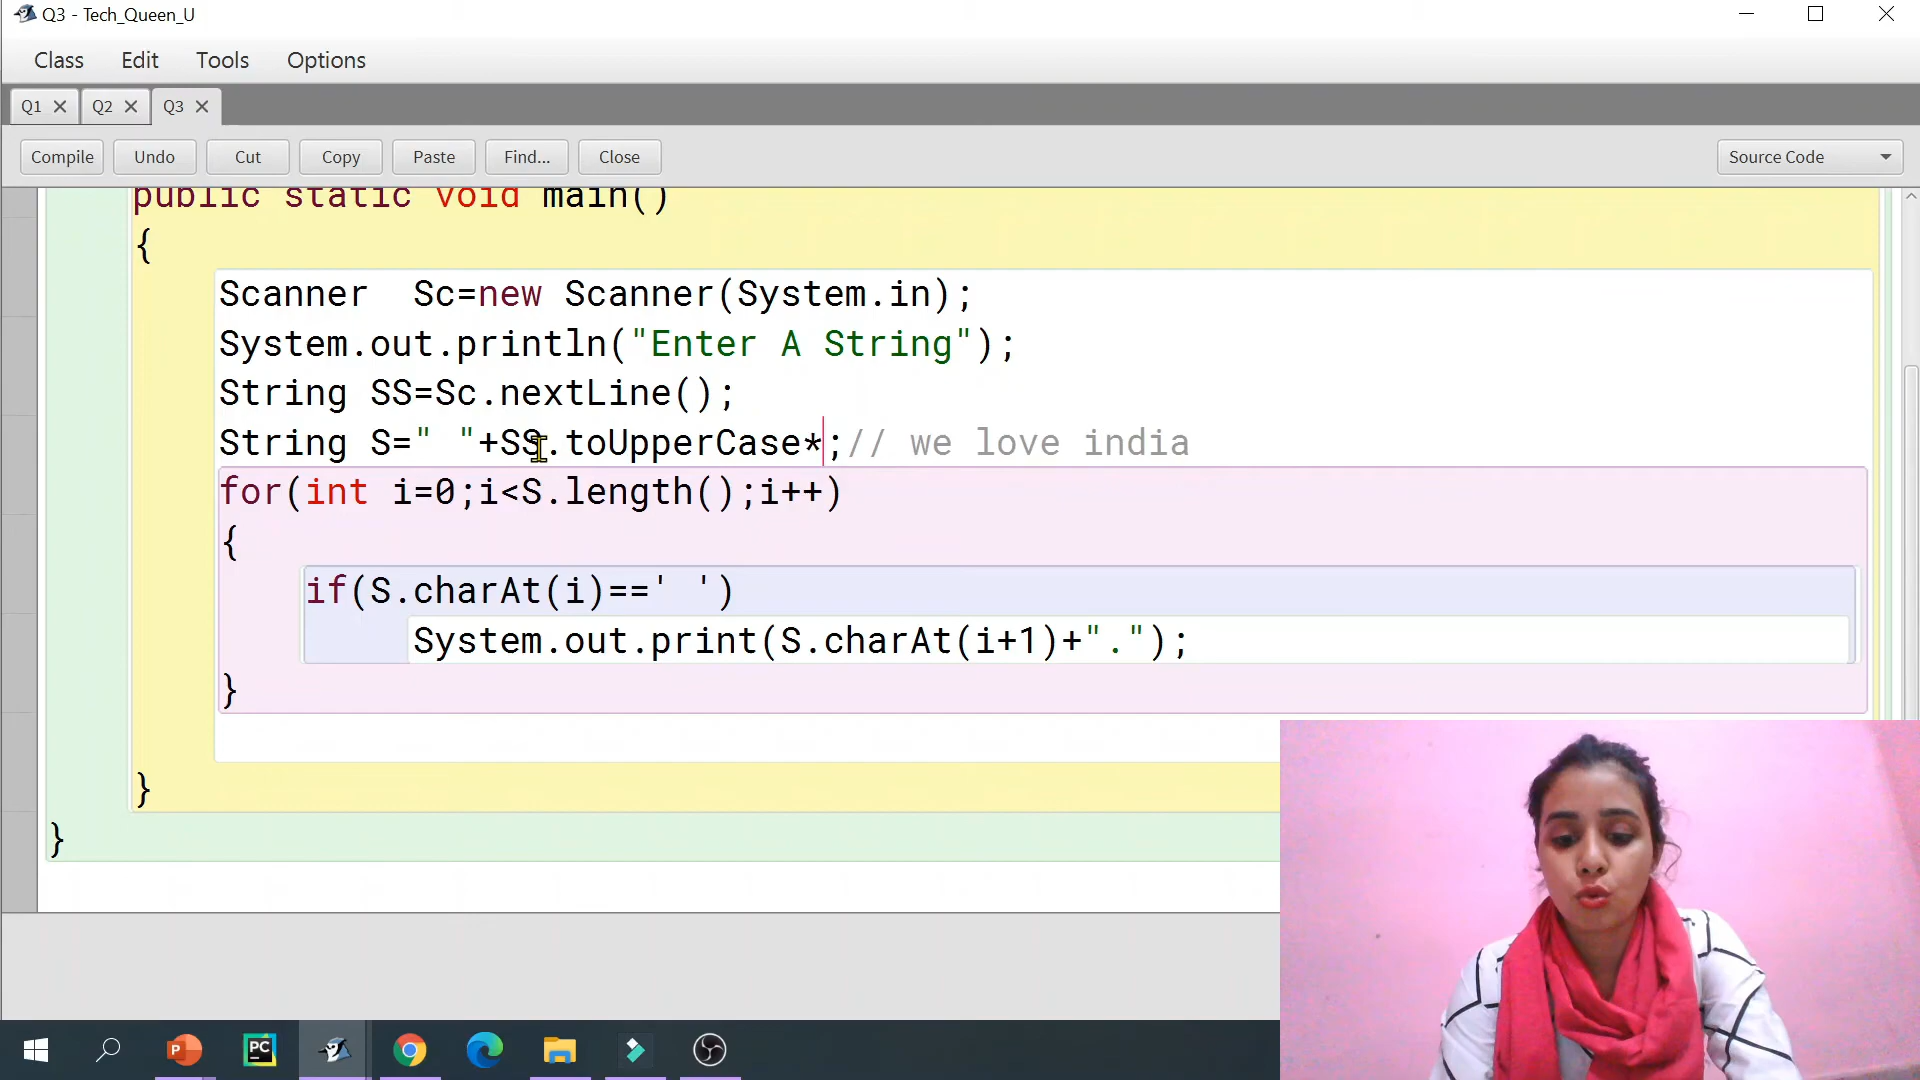 Q3 - Tech_Queen_U
Class Edit Tools Options
Q1 Q2 Q3
Compile Undo Cut Copy Paste Find... Close Source Code
public static void main()
{
Scanner  Sc=new Scanner(System.in);
System.out.println("Enter A String");
String SS=Sc.nextLine();
String S=" "+SS.toUpperCase*;// we love india
for(int i=0;i<S.length();i++)
{
if(S.charAt(i)==' ')
System.out.print(S.charAt(i+1)+".");
}
}
}
P PC